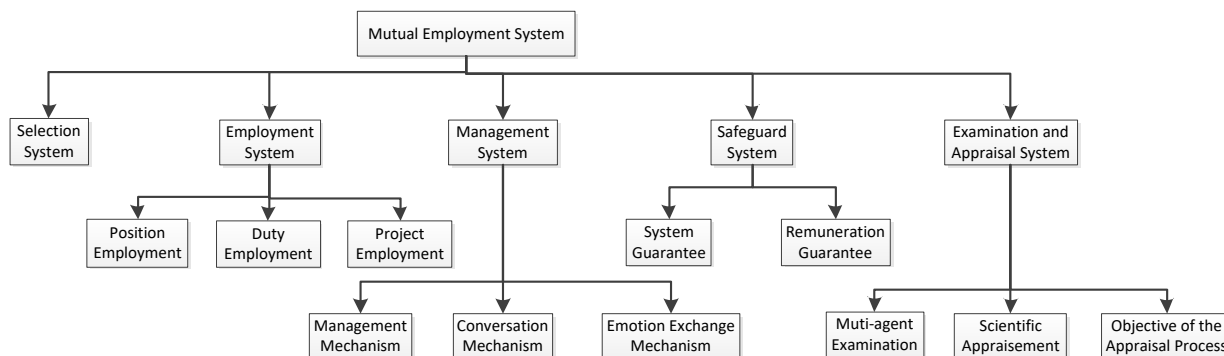 Mutual Employment System
Selection
System
Employment
System
Management
System
Safeguard
System
Examination and
Appraisal System
Position
Employment
Duty
Employment
Project
Employment
System
Guarantee
Remuneration
Guarantee
Management
Mechanism
Conversation
Mechanism
Emotion Exchange
Mechanism
Muti-agent
Examination
Scientific
Appraisement
Objective of the
Appraisal Process